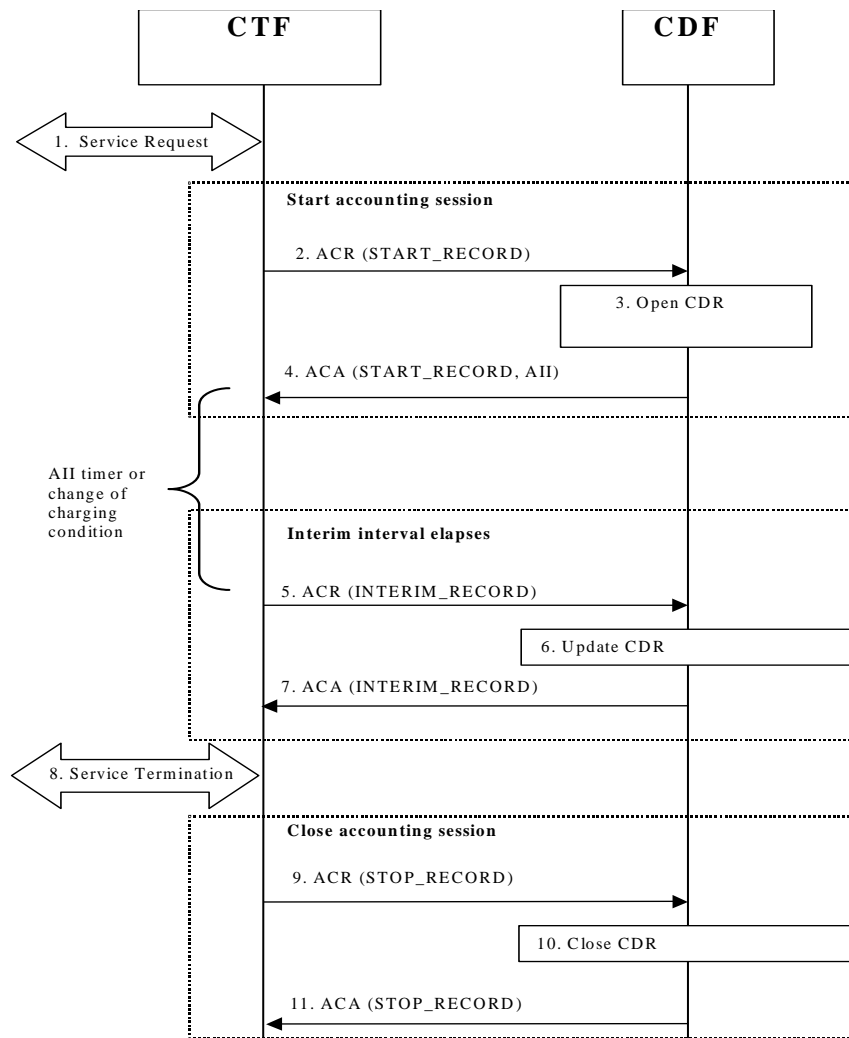 CTF
CDF
1. Service Request
Start accounting session
2. ACR (START_RECORD)
3. Open CDR
4. ACA (START_RECORD, AII)
AII timer or
change of
charging
condition
Interim interval elapses
5. ACR (INTERIM_RECORD)
6. Update CDR
7. ACA (INTERIM_RECORD)
8. Service Termination
Close accounting session
9. ACR (STOP_RECORD)
10. Close CDR
11. ACA (STOP_RECORD)